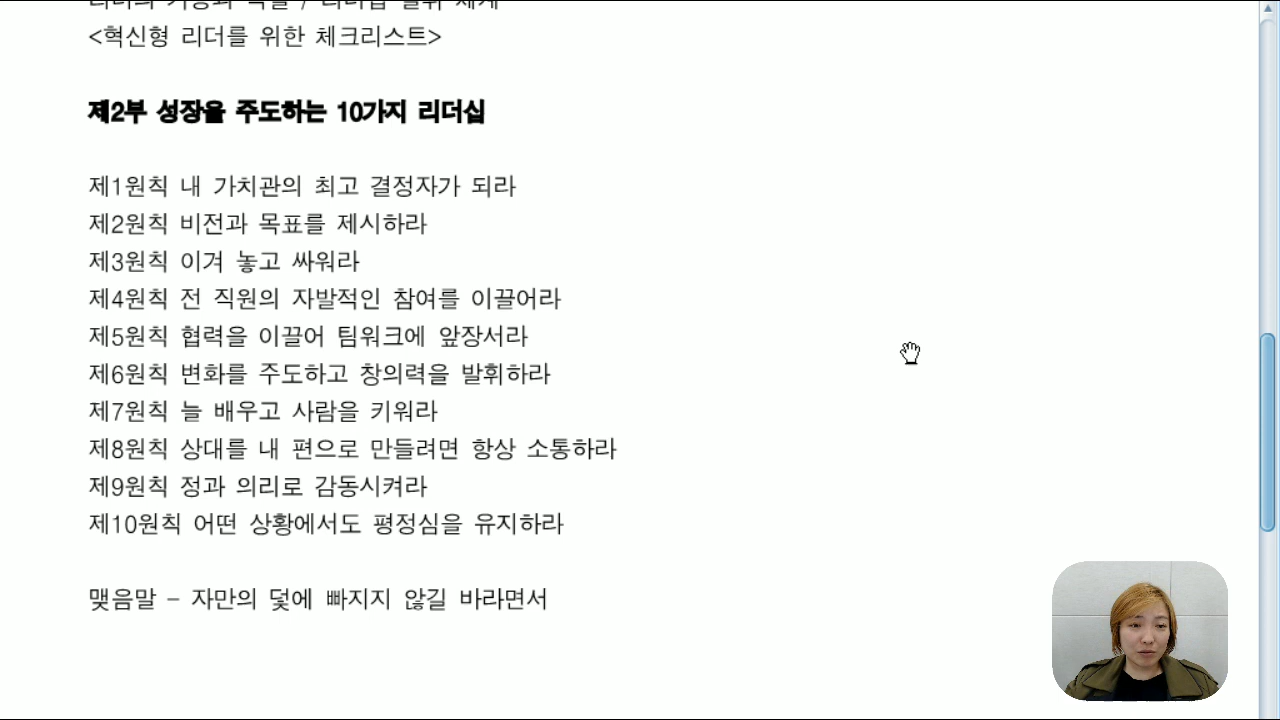 <혁신형 리더를 위한 체크리스트>
제2부 성장을 주도하는 10가지 리더십
제1원칙 내 가치관의 최고 결정자가 되라
제2원칙 비전과 목표를 제시하라
제3원칙 이겨 놓고 싸워라
제4원칙 전 직원의 자발적인 참여를 이끌어라
제5원칙 협력을 이끌어 팀워크에 앞장서라
제6원칙 변화를 주도하고 창의력을 발휘하라
제7원칙 늘 배우고 사람을 키워라
제8원칙 상대를 내 편으로 만들려면 항상 소통하라
제9원칙 정과 의리로 감동시켜라
제10원칙 어떤 상황에서도 평정심을 유지하라
맺음말 – 자만의 덫에 빠지지 않길 바라면서